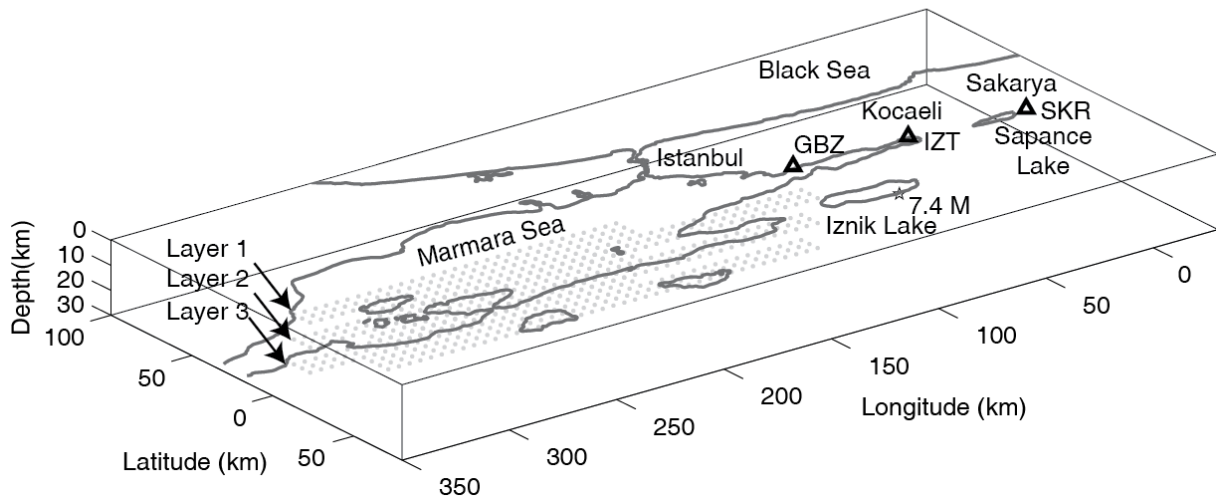 Black Sea
Sakarya
Kocaeli
SKR
GBZ
IZT
Sapance
Lake
Istanbul
7.4 M
Iznik Lake
Marmara Sea
Layer 1
Layer 2
Layer 3
Depth(km)
0
10
20
30
100
50
0
50
Latitude (km)
350
300
250
200
150
100
50
0
Longitude (km)